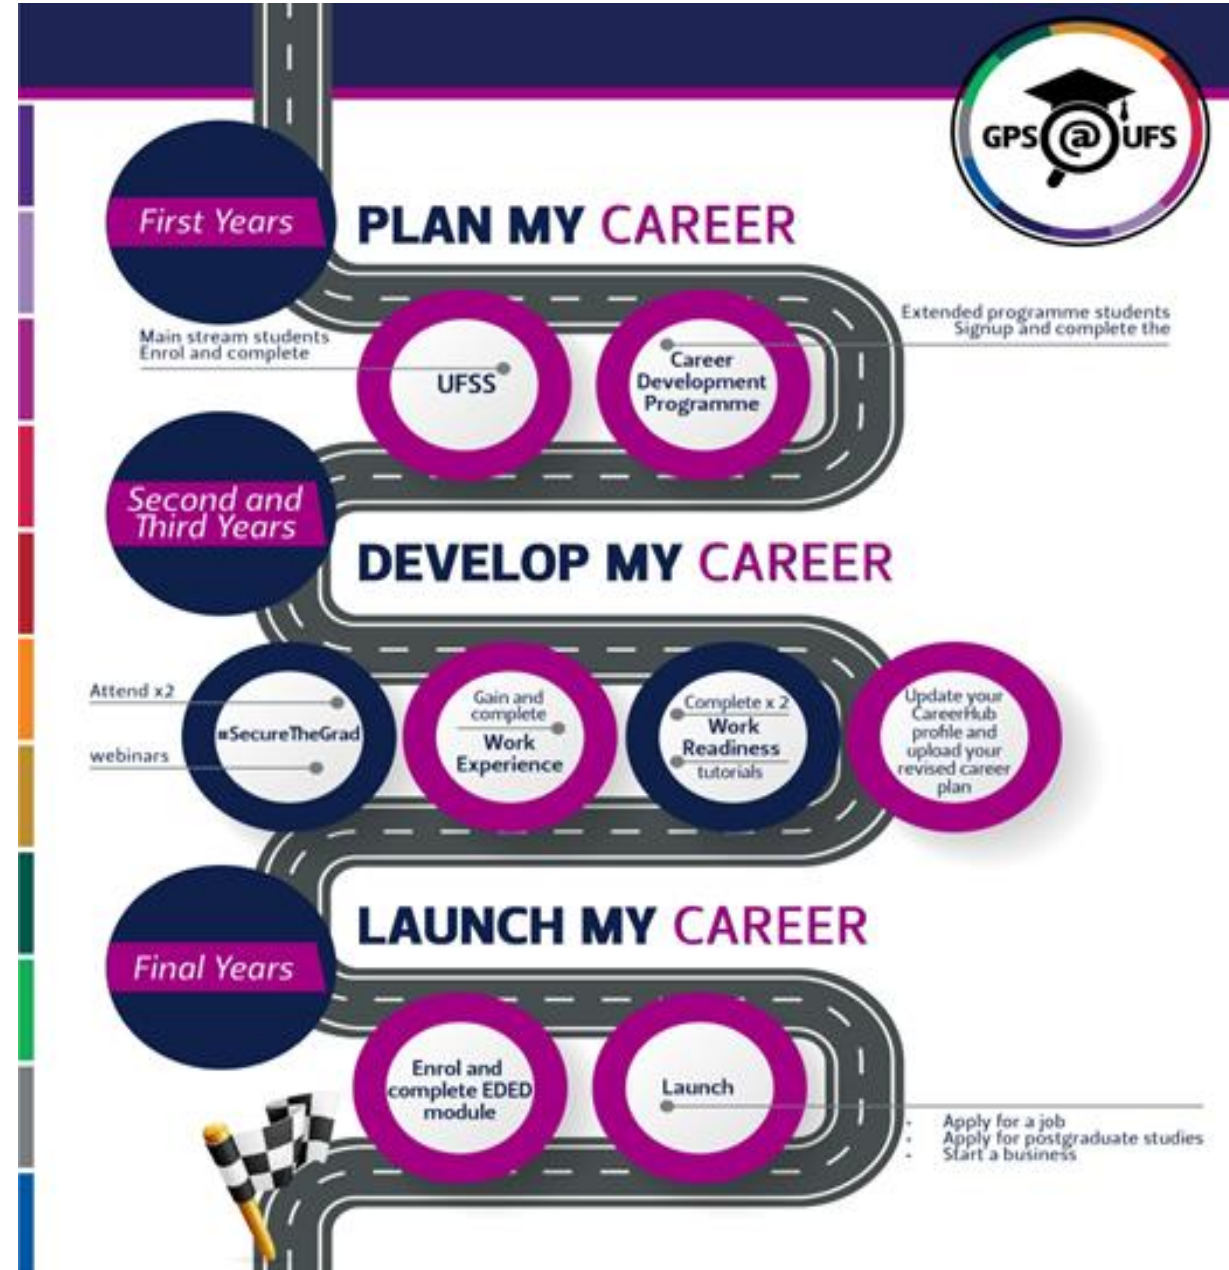 GPS@UFS
First Years
PLAN MY CAREER
Main stream students
Enrol and complete
UFSS
Extended programme students
Signup and complete the
Career
Development
Programme
Second and
Third Years
DEVELOP MY CAREER
Attend x2
#SecureTheGrad
webinars
Gain and
complete
Work
Experience
Complete x 2
Work
Readiness
tutorials
Update your
CareerHub
profile and
upload your
revised career
plan
Final Years
LAUNCH MY CAREER
Enrol and
complete EDED
module
Launch
- Apply for a job
- Apply for postgraduate studies
- Start a business